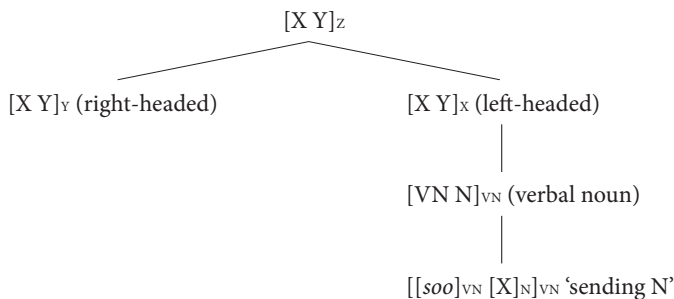 [X Y]Z
[X Y]Y (right-headed) [X Y]X (left-headed)
[VN N]VN (verbal noun)
[[soo]VN [X]N]VN ‘sending N’